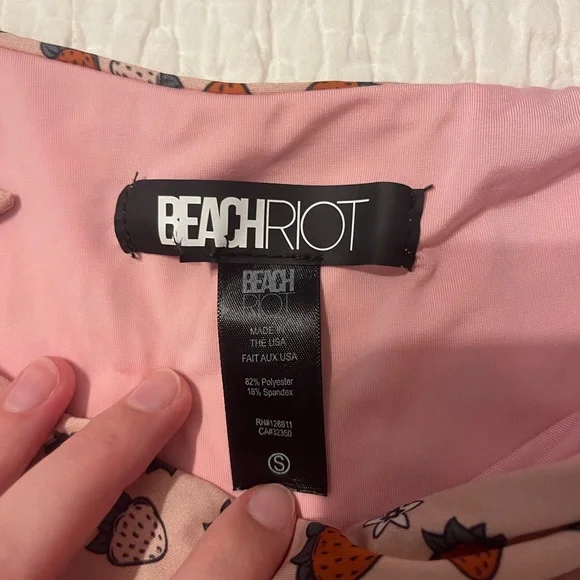 BEACHRIOT
BEACH
RIOT
MADE IN
THE USA
FAIT AUX USA
82% Polyester
18% Spandex
RN#128811
CA#32350
S